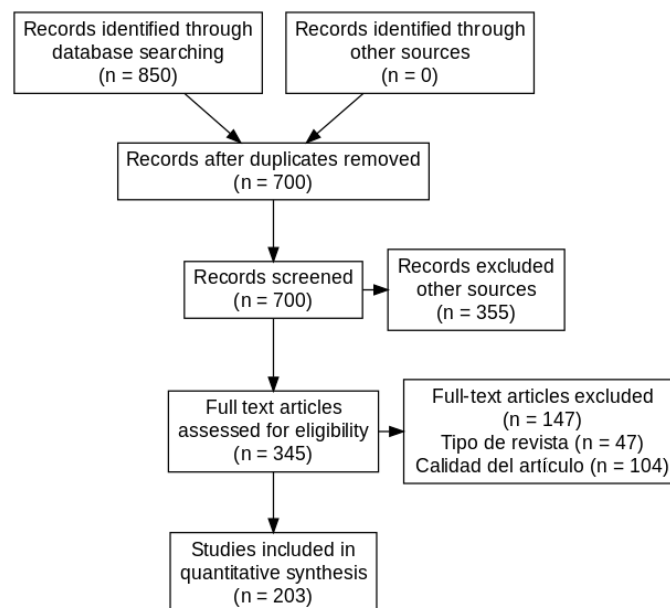 Records identified through
database searching
(n = 850)
Records identified through
other sources
(n = 0)
Records after duplicates removed
(n = 700)
Records screened
(n = 700)
Records excluded
other sources
(n = 355)
Full text articles
assessed for eligibility
(n = 345)
Full-text articles excluded
(n = 147)
Tipo de revista (n = 47)
Calidad del artículo (n = 104)
Studies included in
quantitative synthesis
(n = 203)